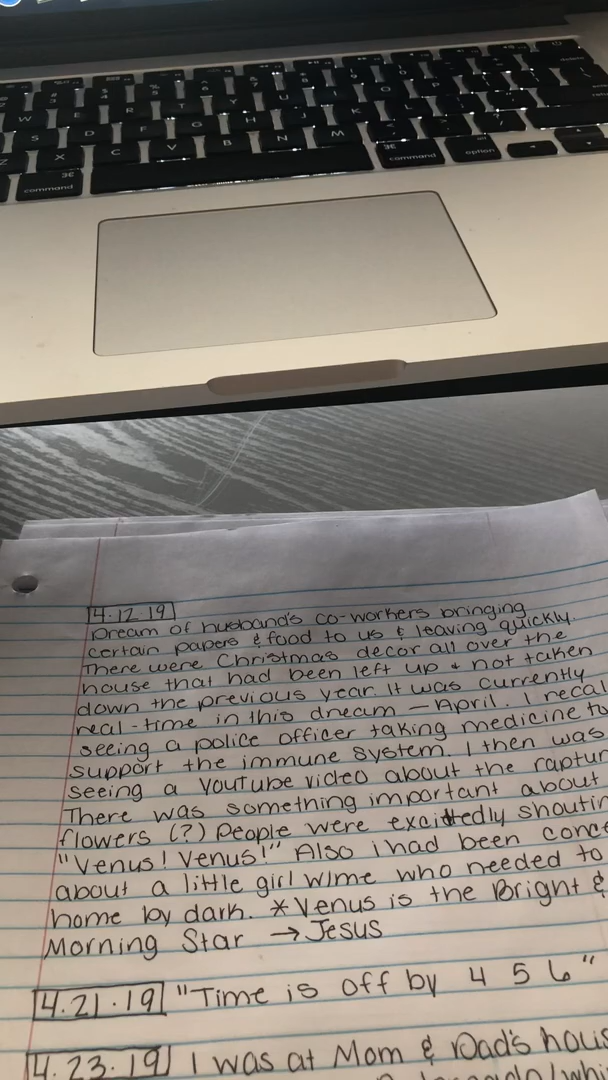 W E R T Y U I O P
S D F G H J K L
Z X C V B N M
⌘
command
⌘
command
alt
option
4.12.19
Dream of husband's co-workers bringing
certain papers & food to us & leaving quickly.
There were Christmas decor all over the
house that had been left up + not taken
down the previous year. It was currently
real-time in this dream — April. I recal
seeing a police officer taking medicine to
support the immune system. I then was
seeing a YouTube video about the raptur
There was something important about
flowers (?) People were excitedly shoutin
"Venus! Venus!" Also i had been conce
about a little girl w/me who needed to
home by dark. *Venus is the Bright &
Morning Star → Jesus
4.21.19 "Time is off by 4 5 6"
4.23.19 I was at Mom & Dad's hous